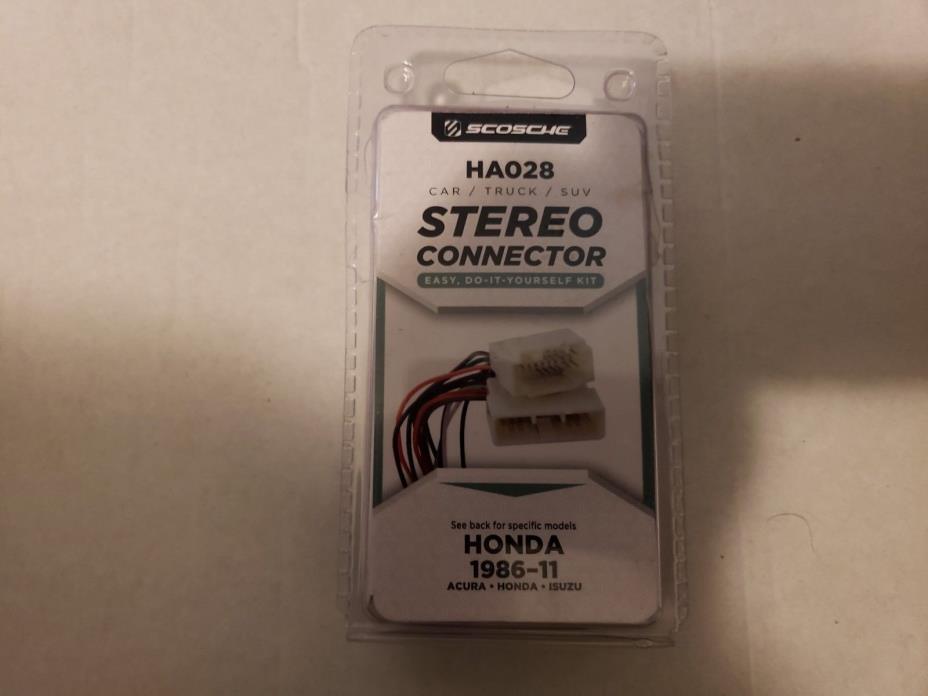 SCOSCHE
HA028
CAR / TRUCK / SUV
STEREO
CONNECTOR
EASY, DO-IT-YOURSELF KIT
See back for specific models
HONDA
1986-11
ACURA • HONDA • ISUZU